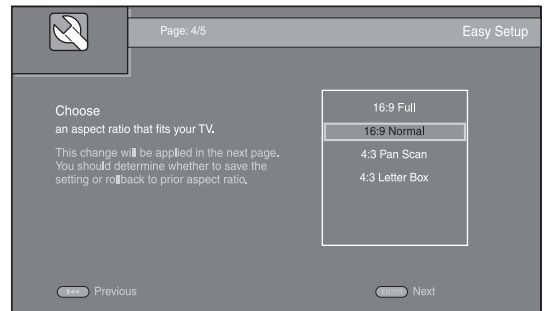 Page: 4/5
Easy Setup
Choose
an aspect ratio that fits your TV.
This change will be applied in the next page.
You should determine whether to save the
setting or rollback to prior aspect ratio.
16:9 Full
16:9 Normal
4:3 Pan Scan
4:3 Letter Box
Previous
ENTER Next